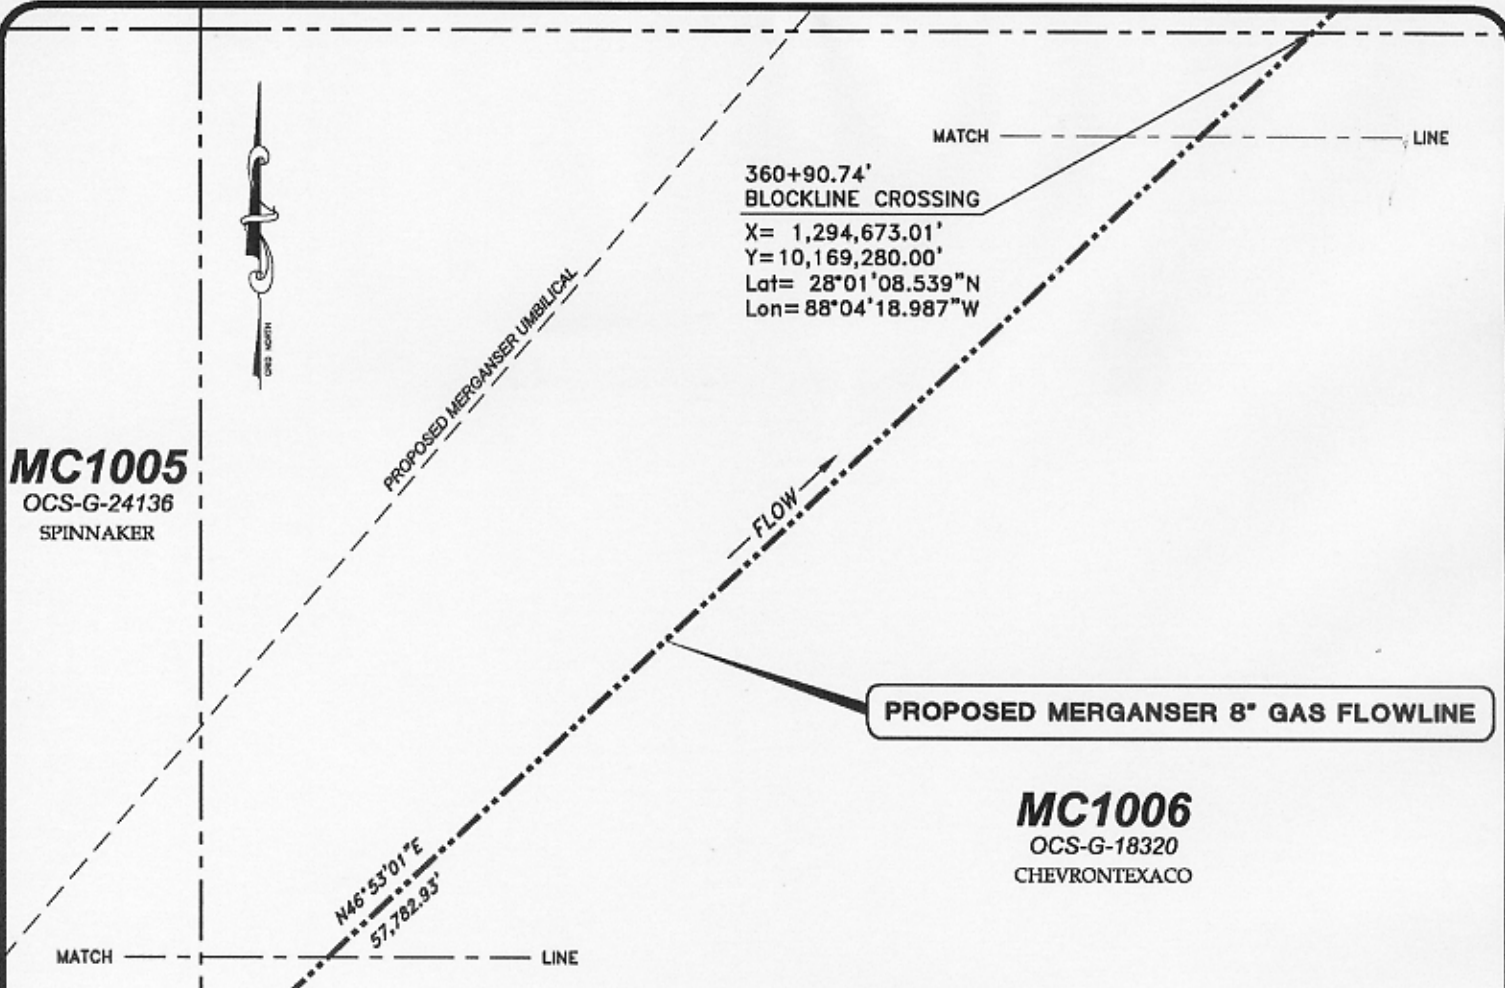 MATCH LINE
360+90.74'
BLOCKLINE CROSSING
X= 1,294,673.01'
Y=10,169,280.00'
Lat= 28°01'08.539"N
Lon=88°04'18.987"W
GRID NORTH
PROPOSED MERGANSER UMBILICAL
MC1005
OCS-G-24136
SPINNAKER
FLOW
PROPOSED MERGANSER 8" GAS FLOWLINE
MC1006
OCS-G-18320
CHEVRONTEXACO
N46°53'01"E
57,782.93'
MATCH LINE